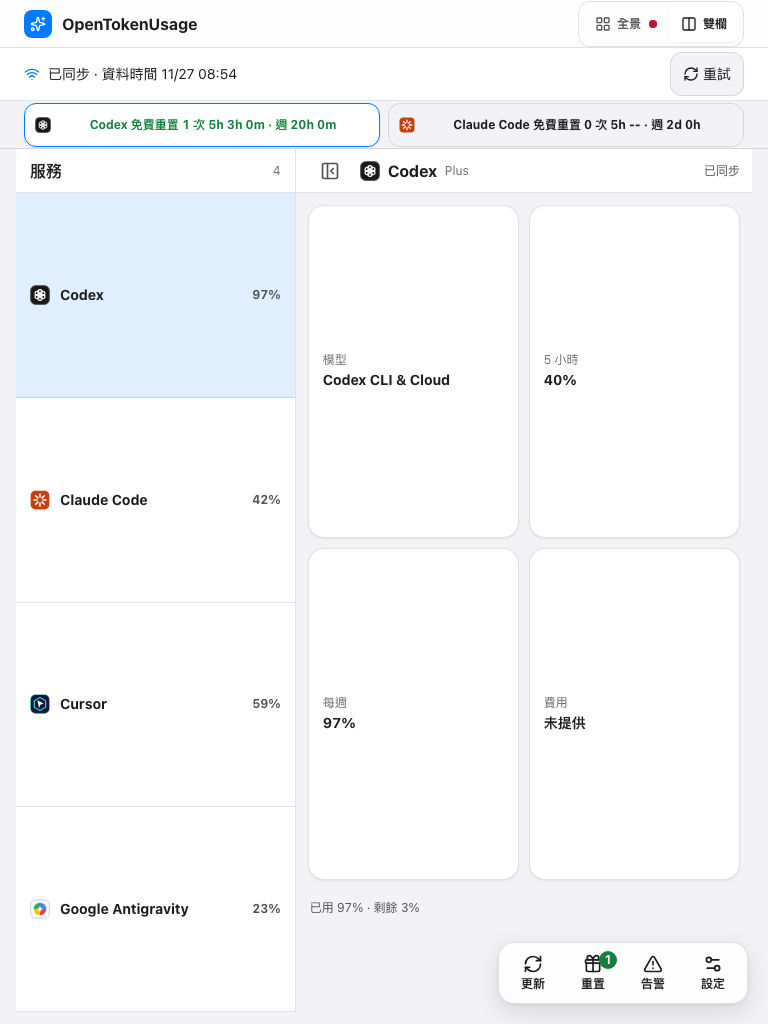 OpenTokenUsage
全景
雙欄
已同步 · 資料時間 11/27 08:54
重試
Codex 免費重置 1 次 5h 3h 0m · 週 20h 0m
Claude Code 免費重置 0 次 5h -- · 週 2d 0h
服務
4
Codex Plus
已同步
Codex
97%
Claude Code
42%
Cursor
59%
Google Antigravity
23%
模型
Codex CLI & Cloud
5 小時
40%
每週
97%
費用
未提供
已用 97% · 剩餘 3%
更新
1
重置
告警
設定